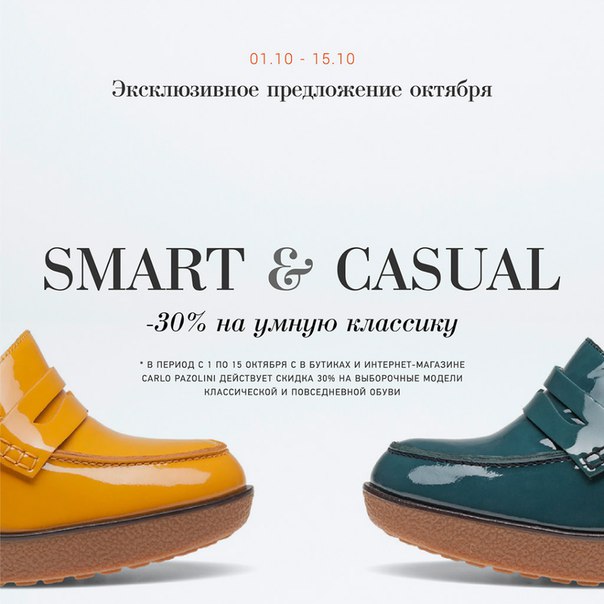 01.10 - 15.10
Эксклюзивное предложение октября
SMART & CASUAL
-30% на умную классику
* В ПЕРИОД С 1 ПО 15 ОКТЯБРЯ С В БУТИКАХ И ИНТЕРНЕТ-МАГАЗИНЕ
CARLO PAZOLINI ДЕЙСТВУЕТ СКИДКА 30% НА ВЫБОРОЧНЫЕ МОДЕЛИ
КЛАССИЧЕСКОЙ И ПОВСЕДНЕВНОЙ ОБУВИ